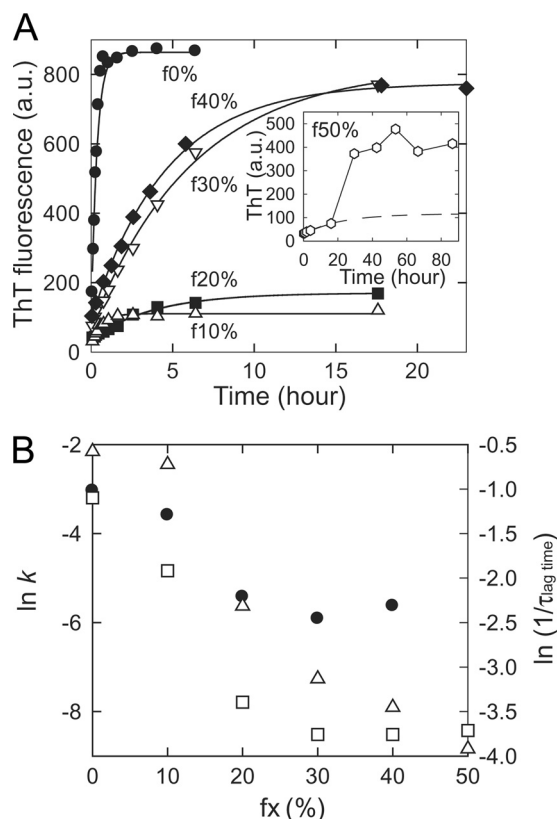 A
ThT fluorescence (a.u.)
800
600
400
200
0
f0%
f40%
f30%
f20%
f10%
f50%
ThT (a.u.)
500
400
300
200
100
0
0 20 40 60 80
Time (hour)
0 5 10 15 20
Time (hour)
B
ln k
-2
-4
-6
-8
ln (1/τlag time)
-0.5
-1.0
-1.5
-2.0
-2.5
-3.0
-3.5
-4.0
0 10 20 30 40 50
fx (%)